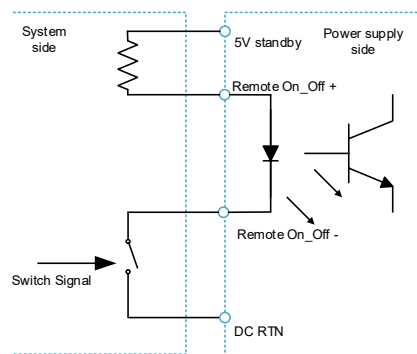 System
side
5V standby
Power supply
side
Remote On_Off +
Remote On_Off -
Switch Signal
DC RTN